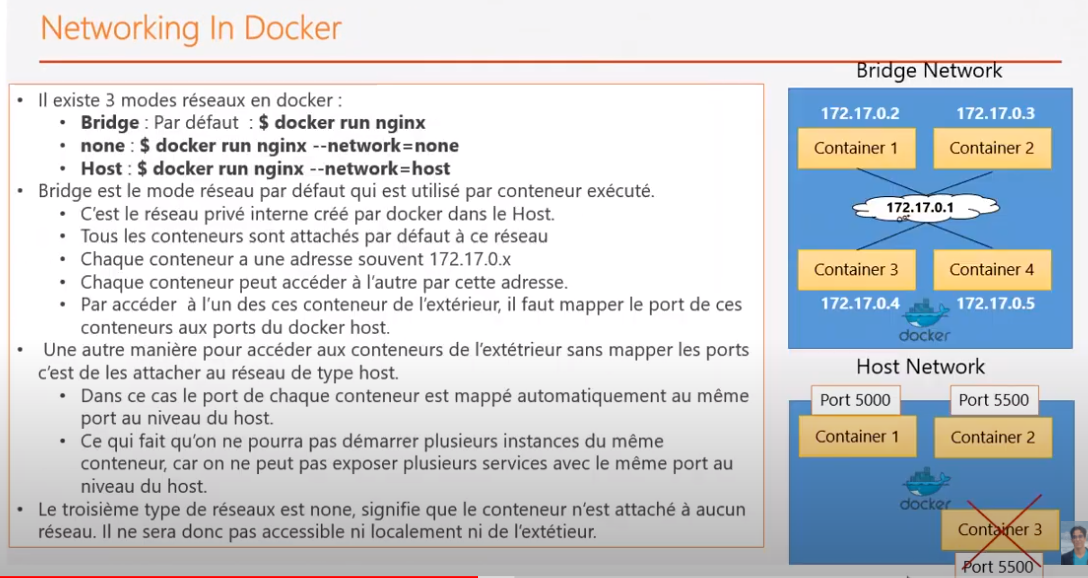 Networking In Docker
• Il existe 3 modes réseaux en docker :
• Bridge : Par défaut : $ docker run nginx
• none : $ docker run nginx --network=none
• Host : $ docker run nginx --network=host
• Bridge est le mode réseau par défaut qui est utilisé par conteneur exécuté.
• C'est le réseau privé interne créé par docker dans le Host.
• Tous les conteneurs sont attachés par défaut à ce réseau
• Chaque conteneur a une adresse souvent 172.17.0.x
• Chaque conteneur peut accéder à l'autre par cette adresse.
• Par accéder à l'un des ces conteneur de l'extérieur, il faut mapper le port de ces
conteneurs aux ports du docker host.
• Une autre manière pour accéder aux conteneurs de l'extétrieur sans mapper les ports
c'est de les attacher au réseau de type host.
• Dans ce cas le port de chaque conteneur est mappé automatiquement au même
port au niveau du host.
• Ce qui fait qu'on ne pourra pas démarrer plusieurs instances du même
conteneur, car on ne peut pas exposer plusieurs services avec le même port au
niveau du host.
• Le troisième type de réseaux est none, signifie que le conteneur n'est attaché à aucun
réseau. Il ne sera donc pas accessible ni localement ni de l'extétieur.
Bridge Network
172.17.0.2 172.17.0.3
Container 1 Container 2
172.17.0.1
Container 3 Container 4
172.17.0.4 172.17.0.5
docker
Host Network
Port 5000 Port 5500
Container 1 Container 2
docker
Container 3
Port 5500